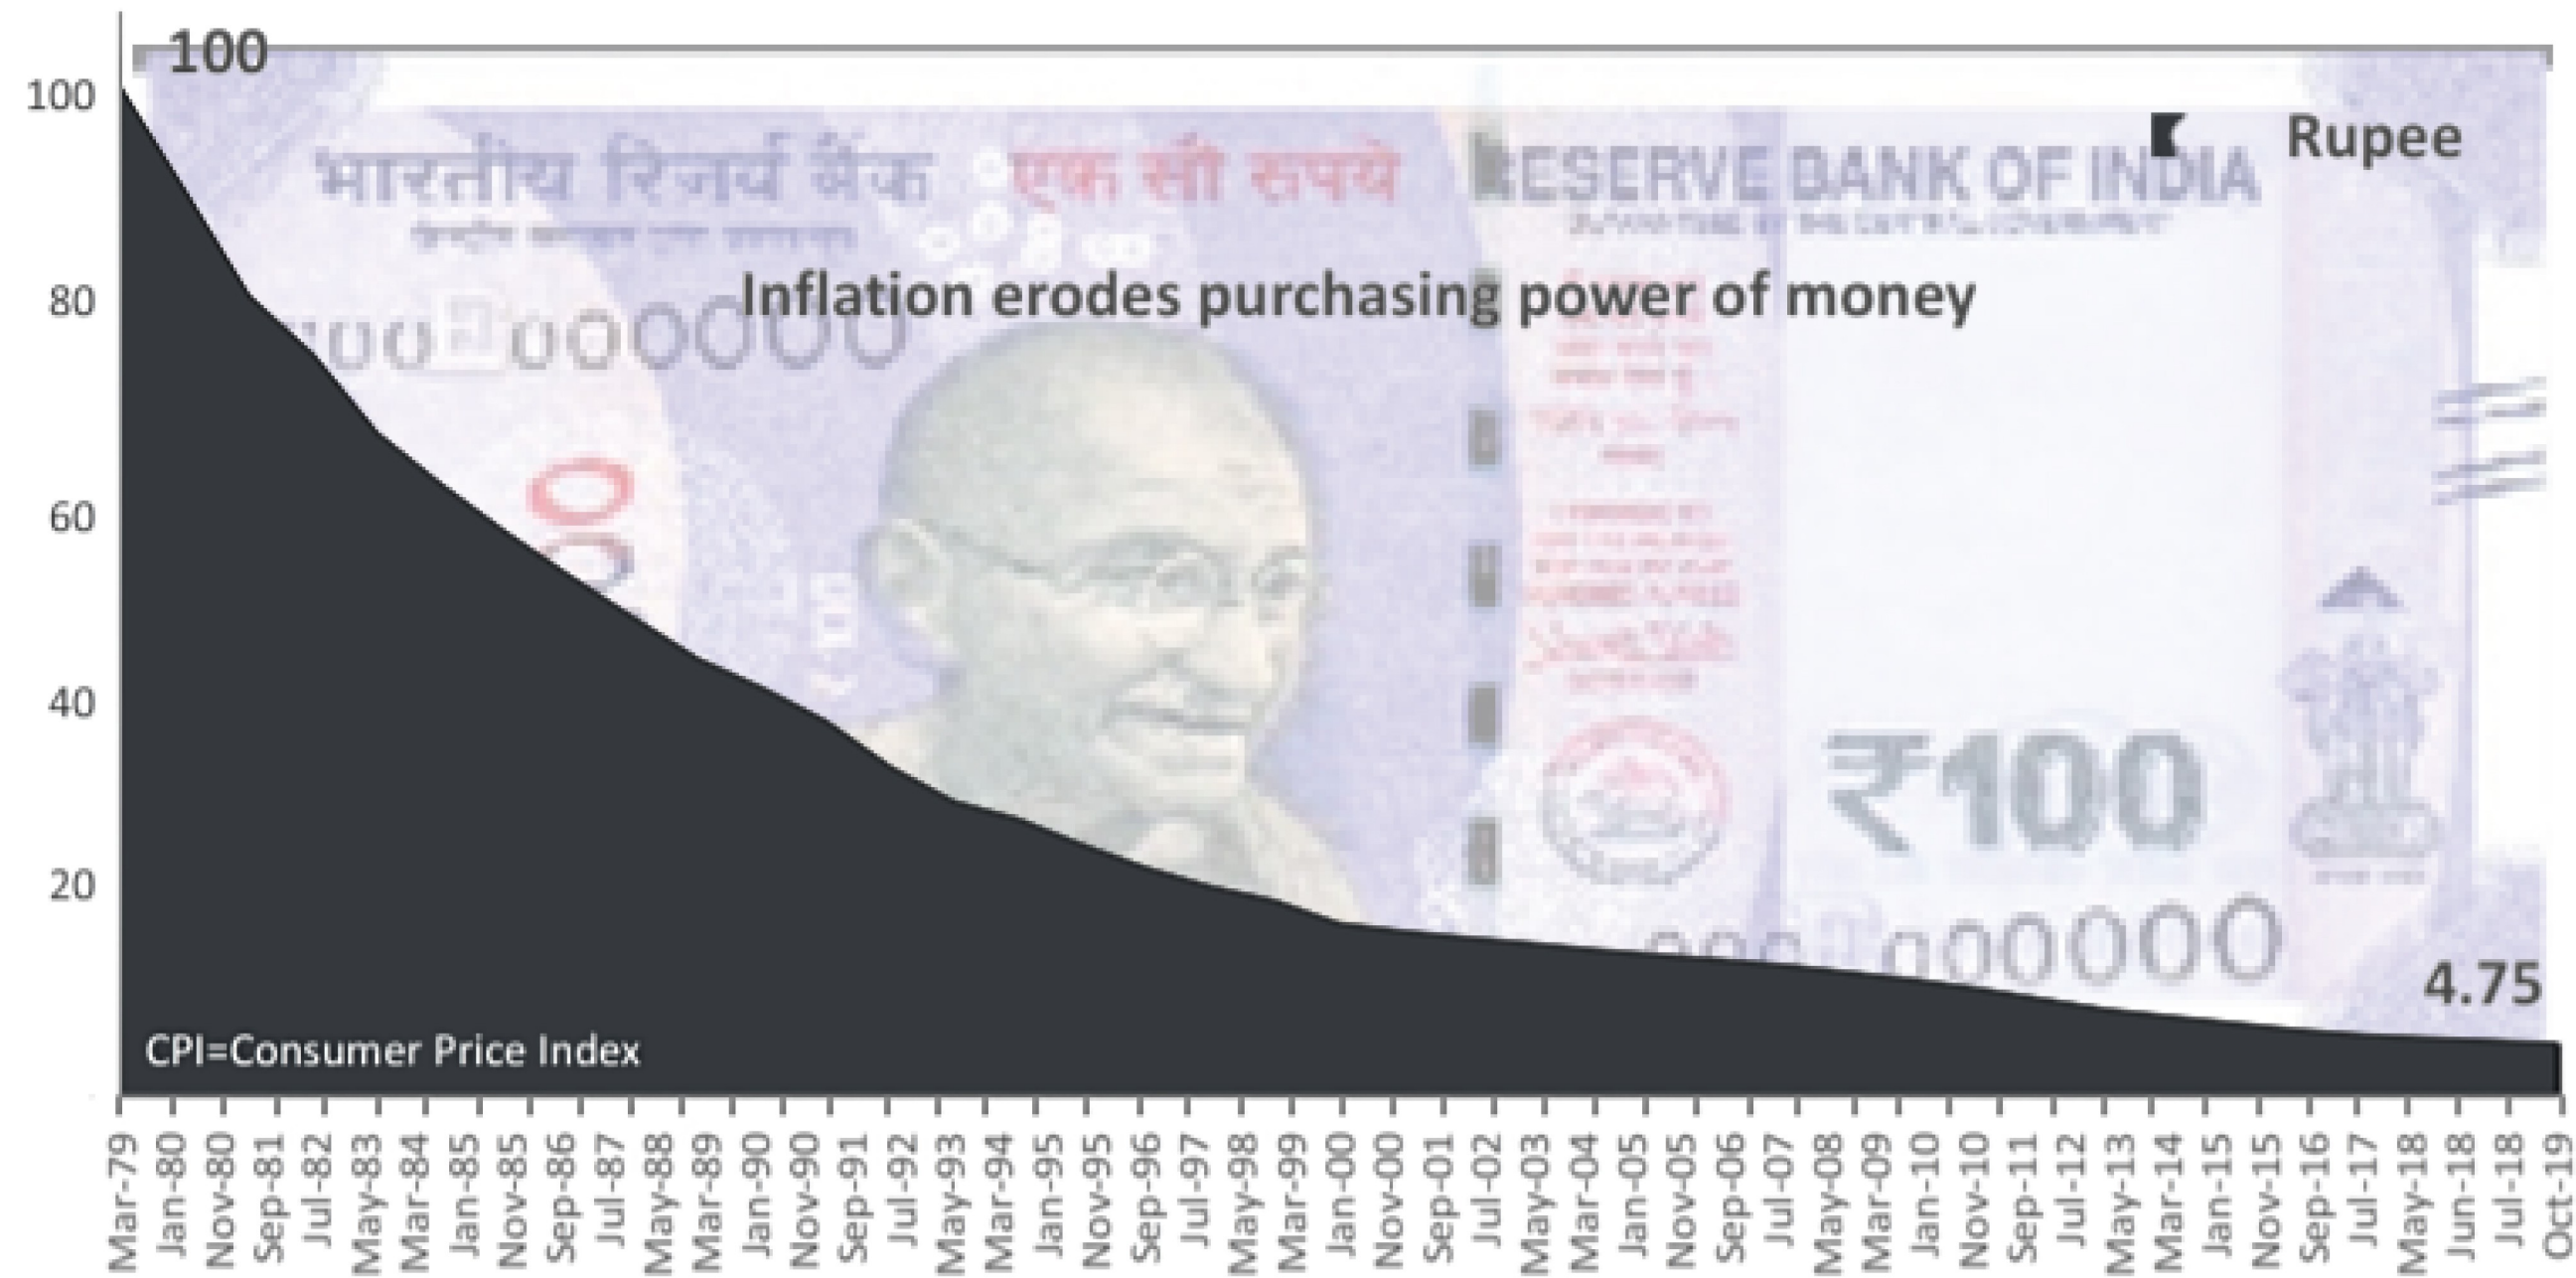 100
100
80
60
40
20
Rupee
भारतीय रिजर्व बैंक
एक सौ रुपये
RESERVE BANK OF INDIA
Inflation erodes purchasing power of money
00 000000
₹100
000 000000
4.75
CPI=Consumer Price Index
Mar-79
Jan-80
Nov-80
Sep-81
Jul-82
May-83
Mar-84
Jan-85
Nov-85
Sep-86
Jul-87
May-88
Mar-89
Jan-90
Nov-90
Sep-91
Jul-92
May-93
Mar-94
Jan-95
Nov-95
Sep-96
Jul-97
May-98
Mar-99
Jan-00
Nov-00
Sep-01
Jul-02
May-03
Mar-04
Jan-05
Nov-05
Sep-06
Jul-07
May-08
Mar-09
Jan-10
Nov-10
Sep-11
Jul-12
May-13
Mar-14
Jan-15
Nov-15
Sep-16
Jul-17
May-18
Jun-18
Jul-18
Oct-19